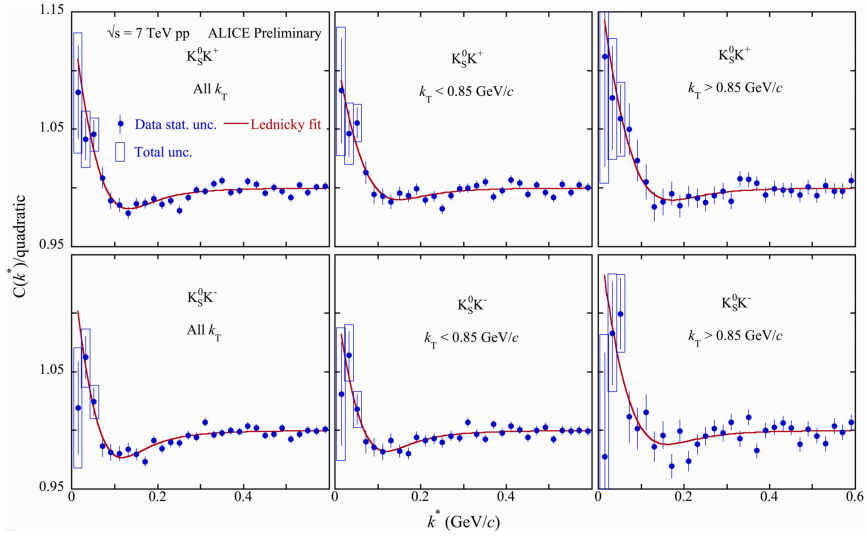 √s = 7 TeV pp ALICE Preliminary
K⁰SK⁺
All kT
Data stat. unc.
Lednicky fit
Total unc.
K⁰SK⁺
kT < 0.85 GeV/c
K⁰SK⁺
kT > 0.85 GeV/c
1.15
1.05
0.95
C(k*)/quadratic
K⁰SK⁻
All kT
K⁰SK⁻
kT < 0.85 GeV/c
K⁰SK⁻
kT > 0.85 GeV/c
1.05
0.95
0 0.2 0.4 0 0.2 0.4 0 0.2 0.4 0.6
k* (GeV/c)